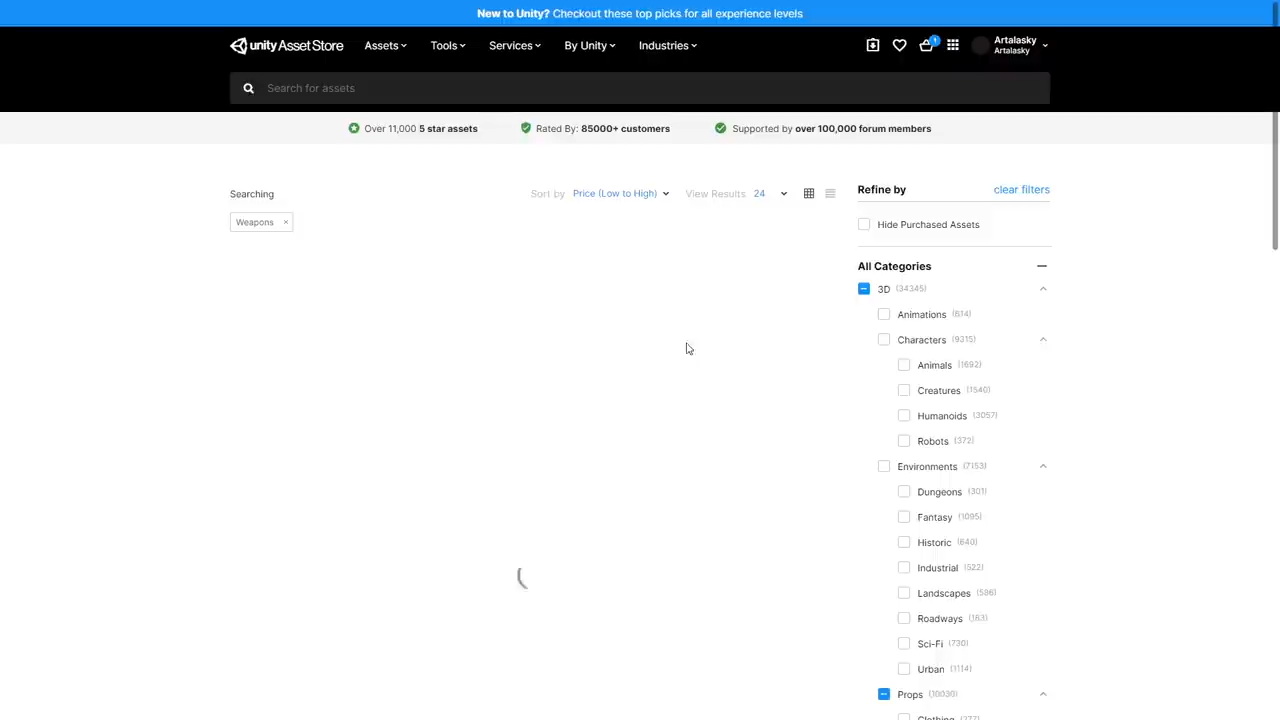 New to Unity? Checkout these top picks for all experience levels
unity Asset Store Assets Tools Services By Unity Industries 1 Artalasky
Artalasky
Search for assets
Over 11,000 5 star assets Rated By: 85000+ customers Supported by over 100,000 forum members
Searching Sort by Price (Low to High) View Results 24 Refine by clear filters
Weapons × Hide Purchased Assets
All Categories
3D (34345)
Animations (614)
Characters (9315)
Animals (1692)
Creatures (1540)
Humanoids (3057)
Robots (372)
Environments (7153)
Dungeons (301)
Fantasy (1095)
Historic (640)
Industrial (522)
Landscapes (586)
Roadways (163)
Sci-Fi (730)
Urban (1114)
Props (10030)
Clothing (377)